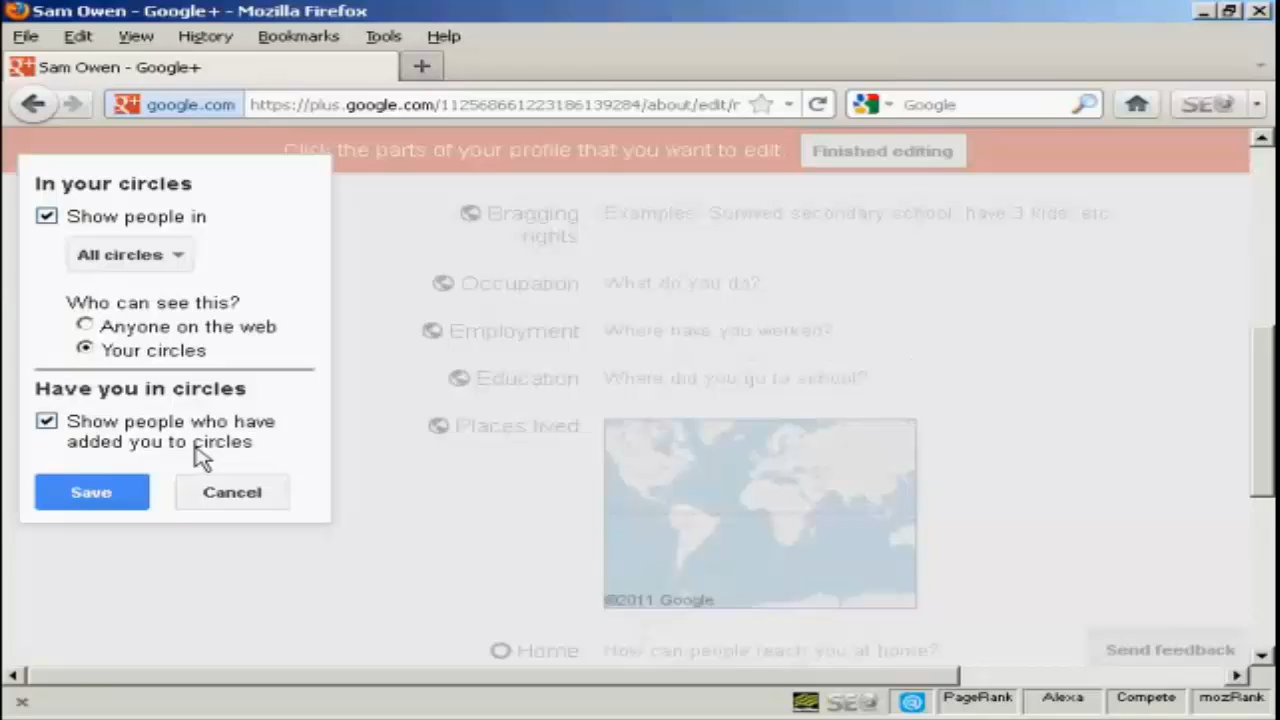 Sam Owen - Google+ - Mozilla Firefox
File Edit View History Bookmarks Tools Help
Sam Owen - Google+
google.com https://plus.google.com/112568661223186139284/about/edit/r Google SE
Click the parts of your profile that you want to edit Finished editing
In your circles
Show people in
All circles
Who can see this?
Anyone on the web
Your circles
Have you in circles
Show people who have
added you to circles
Save Cancel
Bragging
rights
Examples: Survived secondary school, have 3 kids, etc.
Occupation What do you do?
Employment Where have you worked?
Education Where did you go to school?
Places lived
©2011 Google
Home How can people reach you at home?
Send feedback
SE PageRank Alexa Compete mozRank